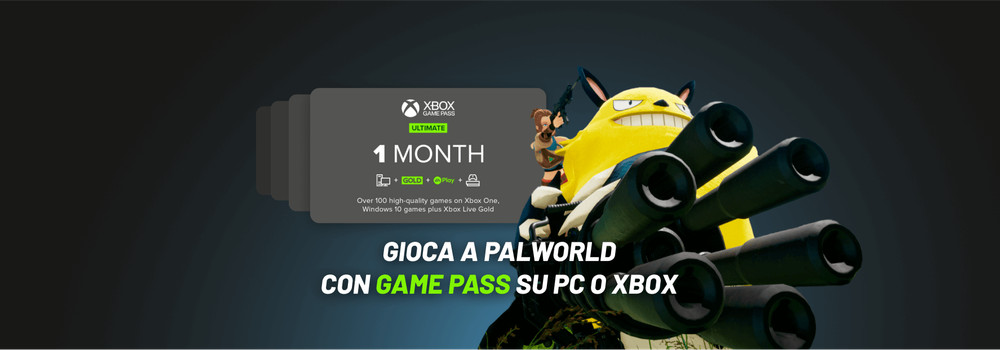 XBOX
GAME PASS
ULTIMATE
1 MONTH
+ GOLD + EA Play +
Over 100 high-quality games on Xbox One,
Windows 10 games plus Xbox Live Gold
GIOCA A PALWORLD
CON GAME PASS SU PC O XBOX